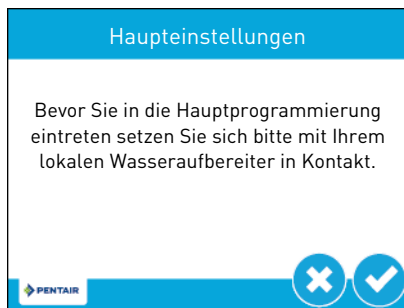 Haupteinstellungen
Bevor Sie in die Hauptprogrammierung
eintreten setzen Sie sich bitte mit Ihrem
lokalen Wasseraufbereiter in Kontakt.
PENTAIR